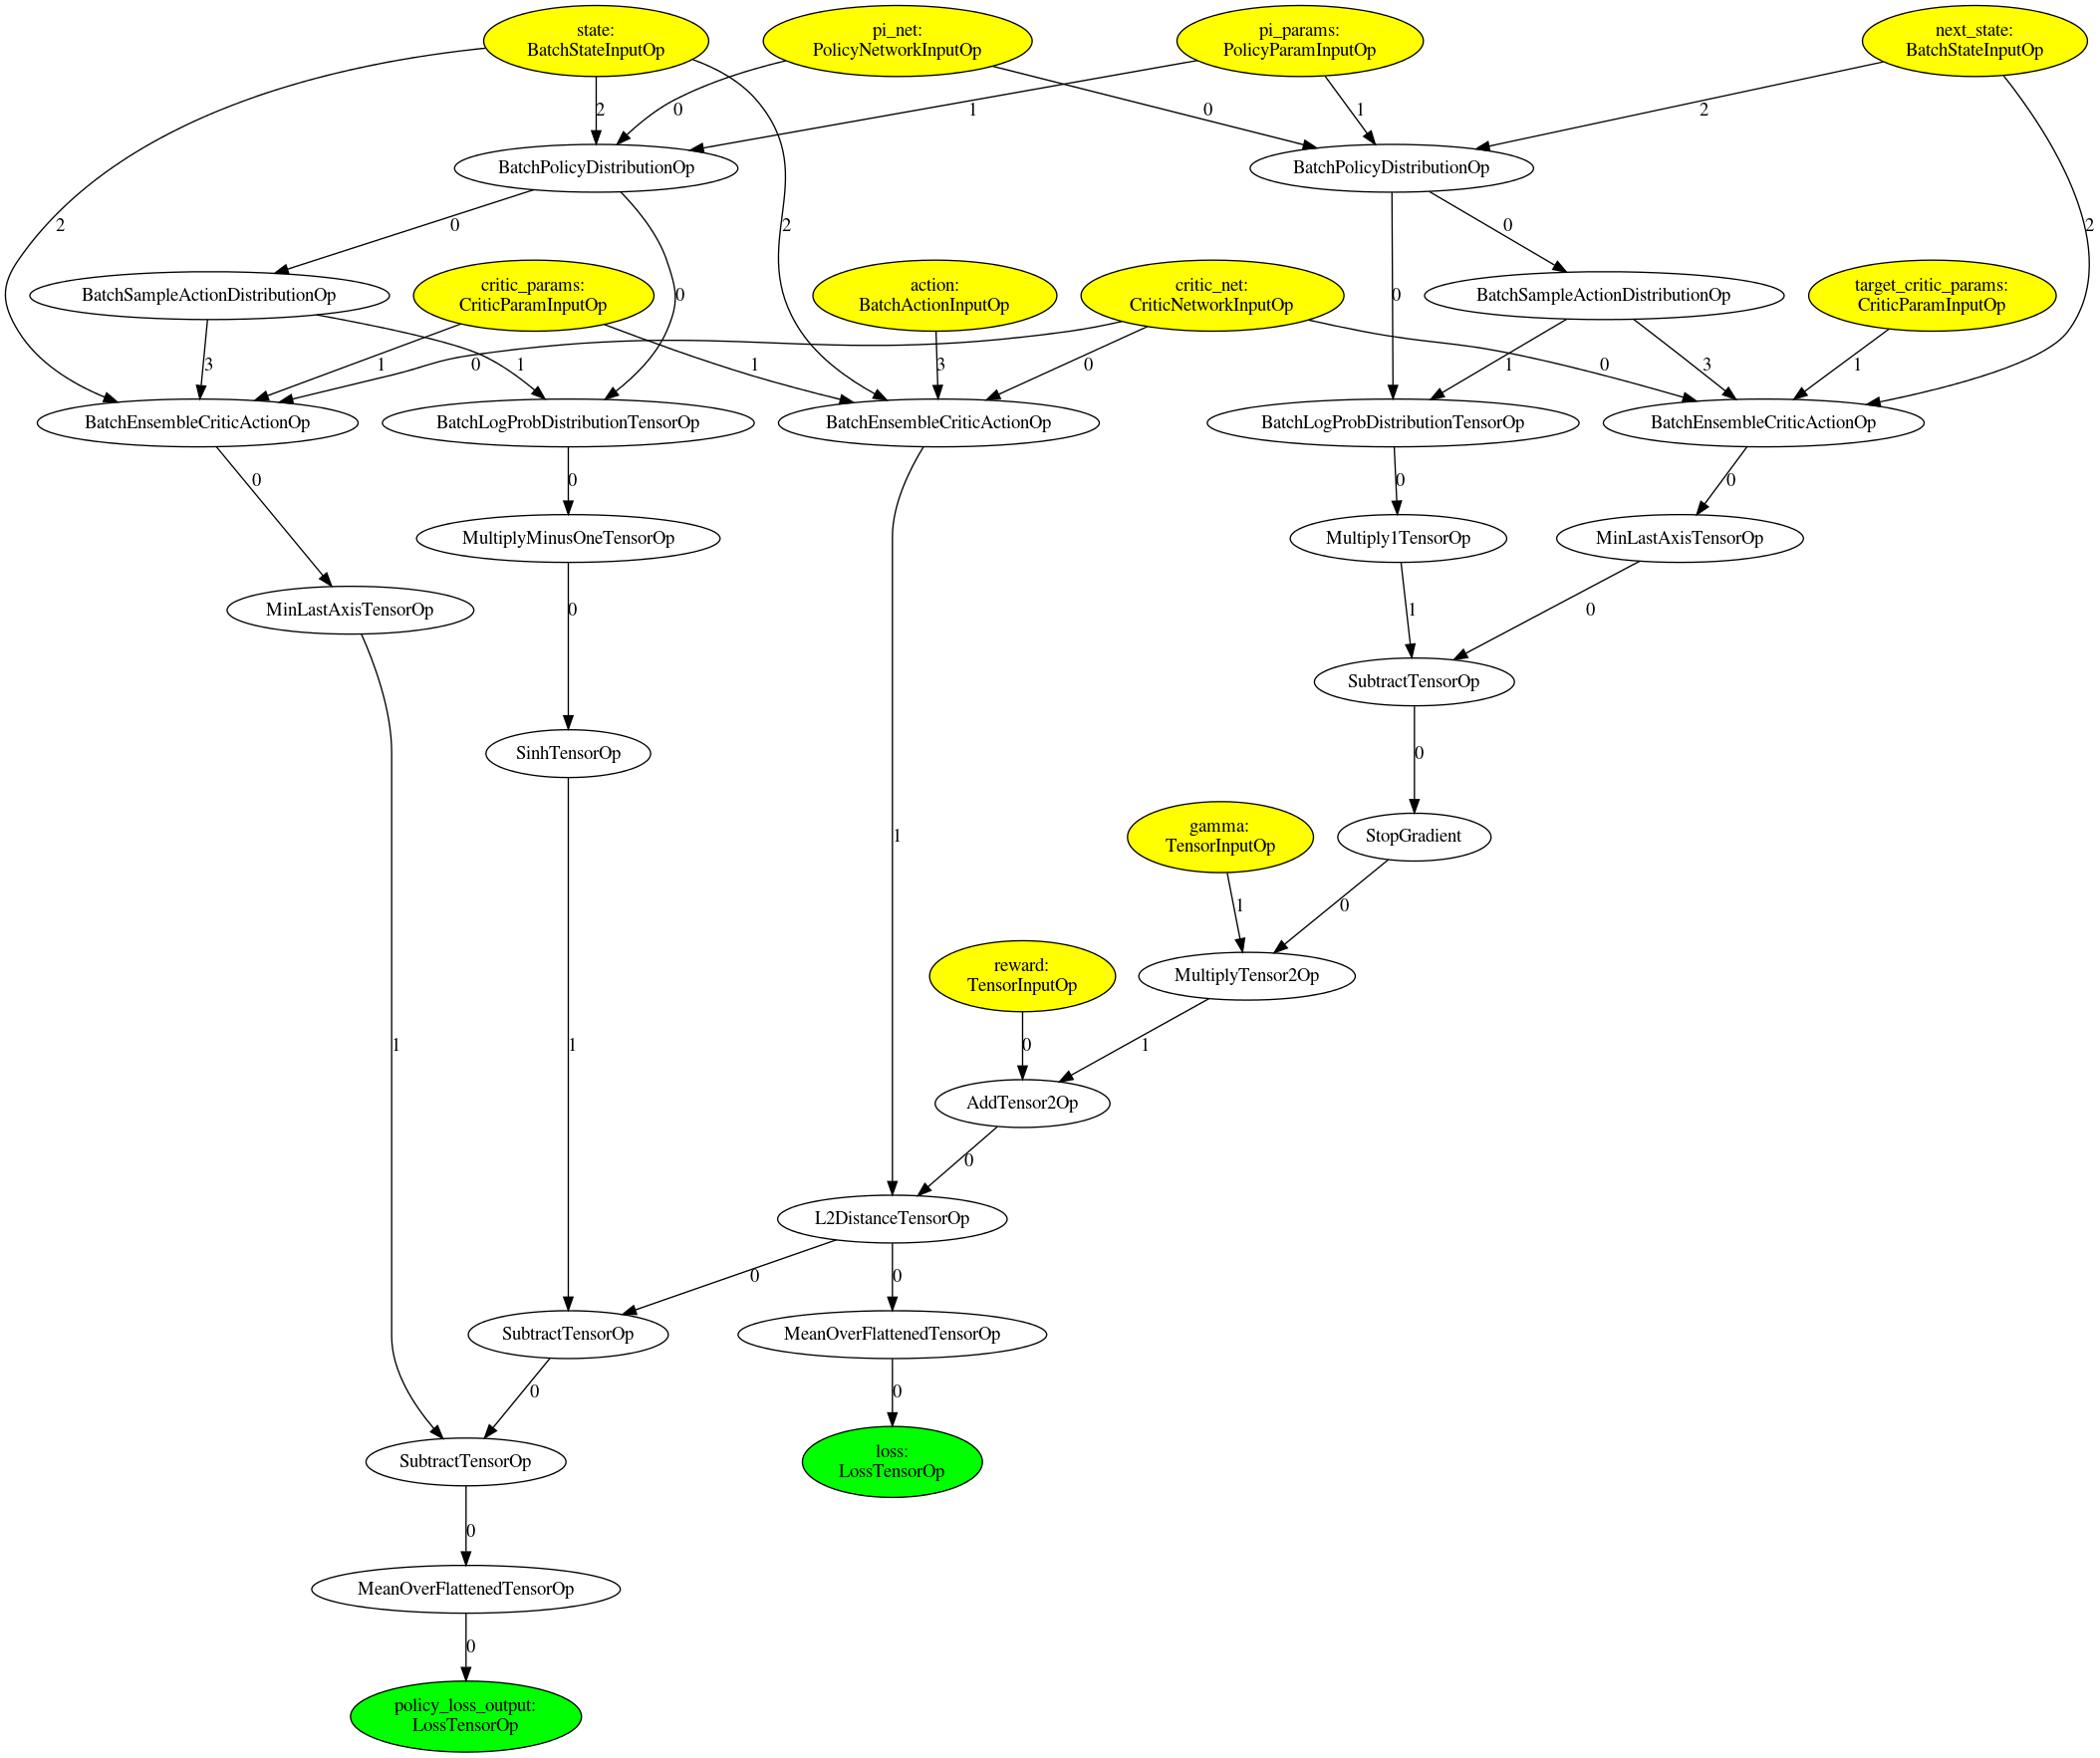 state:
BatchStateInputOp
pi_net:
PolicyNetworkInputOp
pi_params:
PolicyParamInputOp
next_state:
BatchStateInputOp
2
0
1
0
1
2
BatchPolicyDistributionOp
BatchPolicyDistributionOp
2
0
0
2
0
0
2
BatchSampleActionDistributionOp
critic_params:
CriticParamInputOp
action:
BatchActionInputOp
critic_net:
CriticNetworkInputOp
BatchSampleActionDistributionOp
target_critic_params:
CriticParamInputOp
3
1
0
1
1
3
0
1
0
3
1
BatchEnsembleCriticActionOp
BatchLogProbDistributionTensorOp
BatchEnsembleCriticActionOp
BatchLogProbDistributionTensorOp
BatchEnsembleCriticActionOp
0
0
0
0
MultiplyMinusOneTensorOp
Multiply1TensorOp
MinLastAxisTensorOp
MinLastAxisTensorOp
0
1
0
SubtractTensorOp
SinhTensorOp
0
gamma:
TensorInputOp
StopGradient
1
1
0
reward:
TensorInputOp
MultiplyTensor2Op
1
1
0
1
AddTensor2Op
0
L2DistanceTensorOp
0
0
SubtractTensorOp
MeanOverFlattenedTensorOp
0
0
SubtractTensorOp
loss:
LossTensorOp
0
MeanOverFlattenedTensorOp
0
policy_loss_output:
LossTensorOp